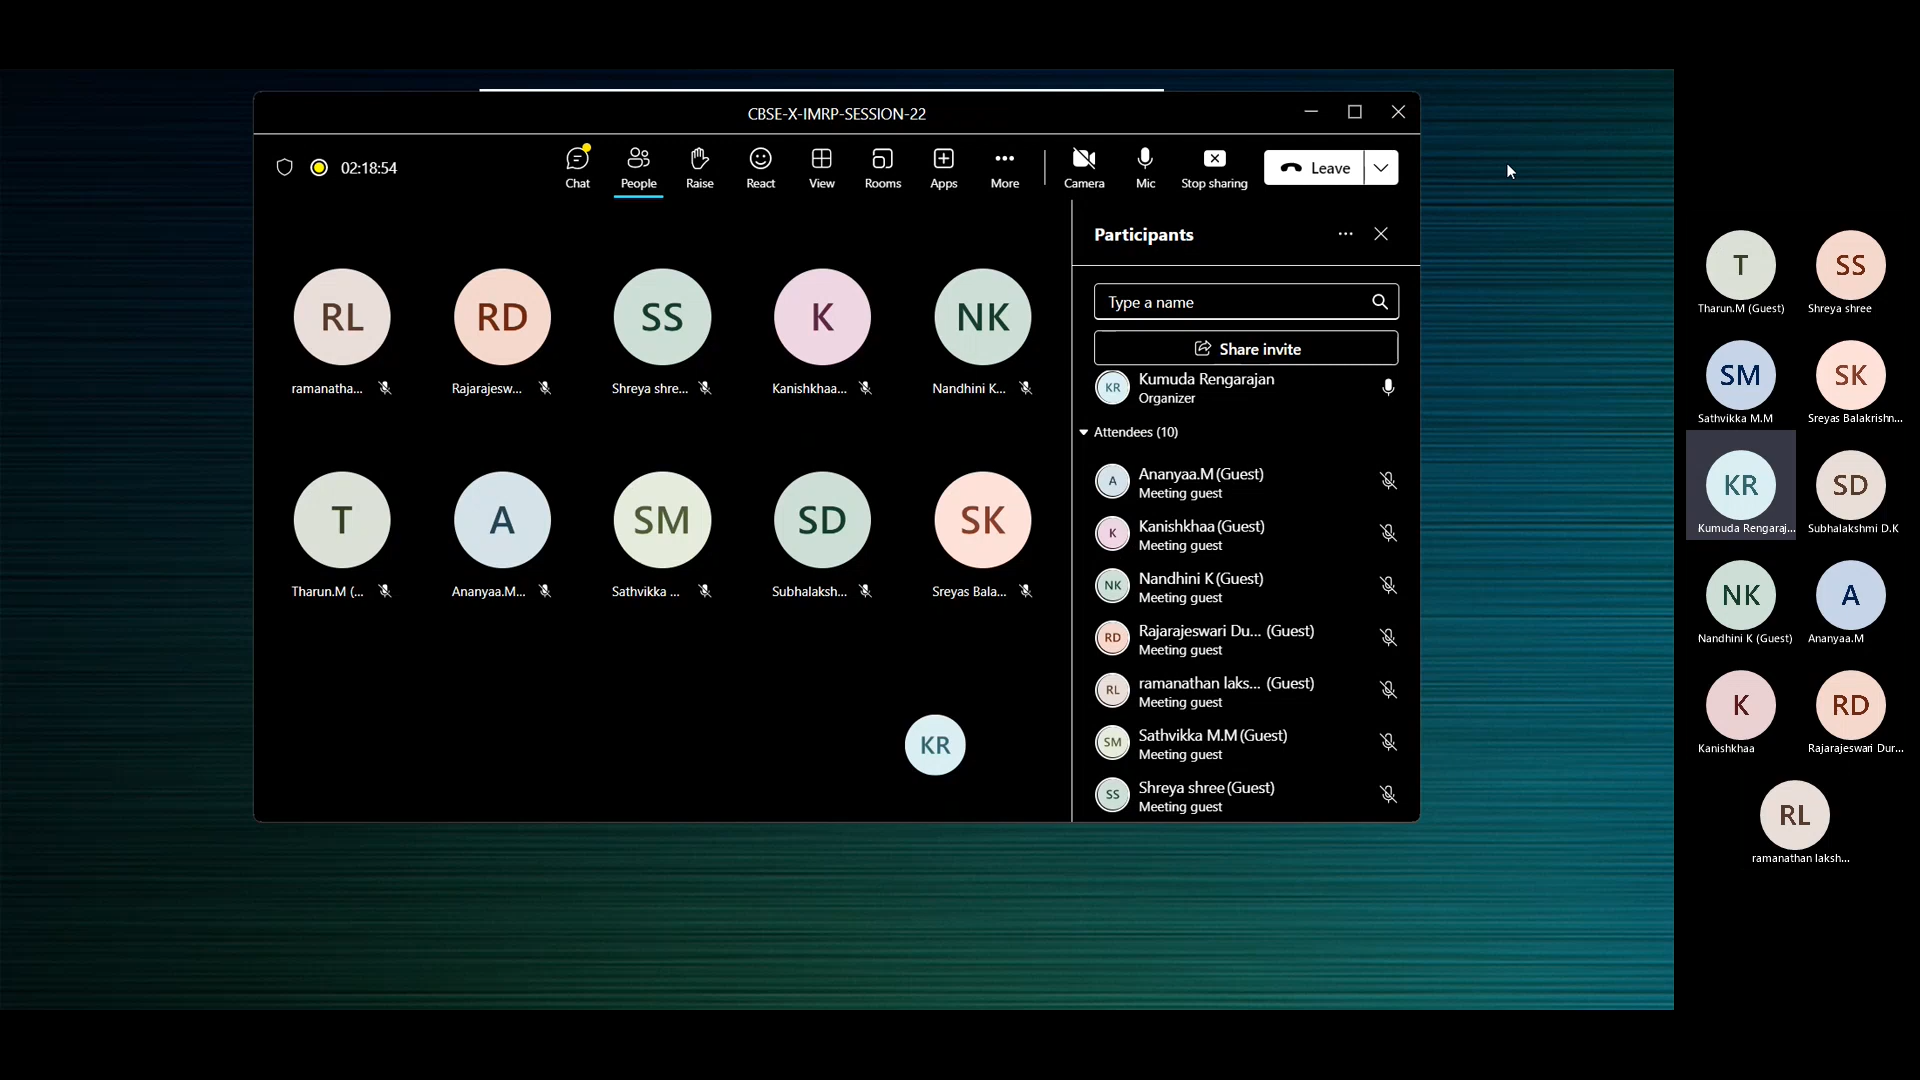 CBSE-X-IMRP-SESSION-22
02:18:54
Chat
People
Raise
React
View
Rooms
Apps
More
Camera
Mic
Stop sharing
Leave
RL
RD
SS
K
NK
ramanatha...
Rajarajesw...
Shreya shre...
Kanishkhaa...
Nandhini K...
T
A
SM
SD
SK
Tharun.M (...
Ananyaa.M...
Sathvikka ...
Subhalaksh...
Sreyas Bala...
KR
Participants
Type a name
Share invite
KR
Kumuda Rengarajan
Organizer
Attendees (10)
A
Ananyaa.M (Guest)
Meeting guest
K
Kanishkhaa (Guest)
Meeting guest
NK
Nandhini K (Guest)
Meeting guest
RD
Rajarajeswari Du... (Guest)
Meeting guest
RL
ramanathan laks... (Guest)
Meeting guest
SM
Sathvikka M.M (Guest)
Meeting guest
SS
Shreya shree (Guest)
Meeting guest
T
SS
Tharun.M (Guest)
Shreya shree
SM
SK
Sathvikka M.M
Sreyas Balakrishn...
KR
SD
Kumuda Rengaraj...
Subhalakshmi D.K
NK
A
Nandhini K (Guest)
Ananyaa.M
K
RD
Kanishkhaa
Rajarajeswari Dur...
RL
ramanathan laksh...